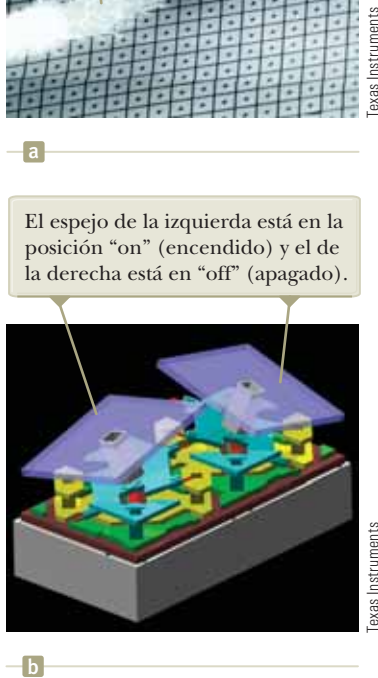 Texas Instruments
a
El espejo de la izquierda está en la
posición “on” (encendido) y el de
la derecha está en “off” (apagado).
Texas Instruments
b